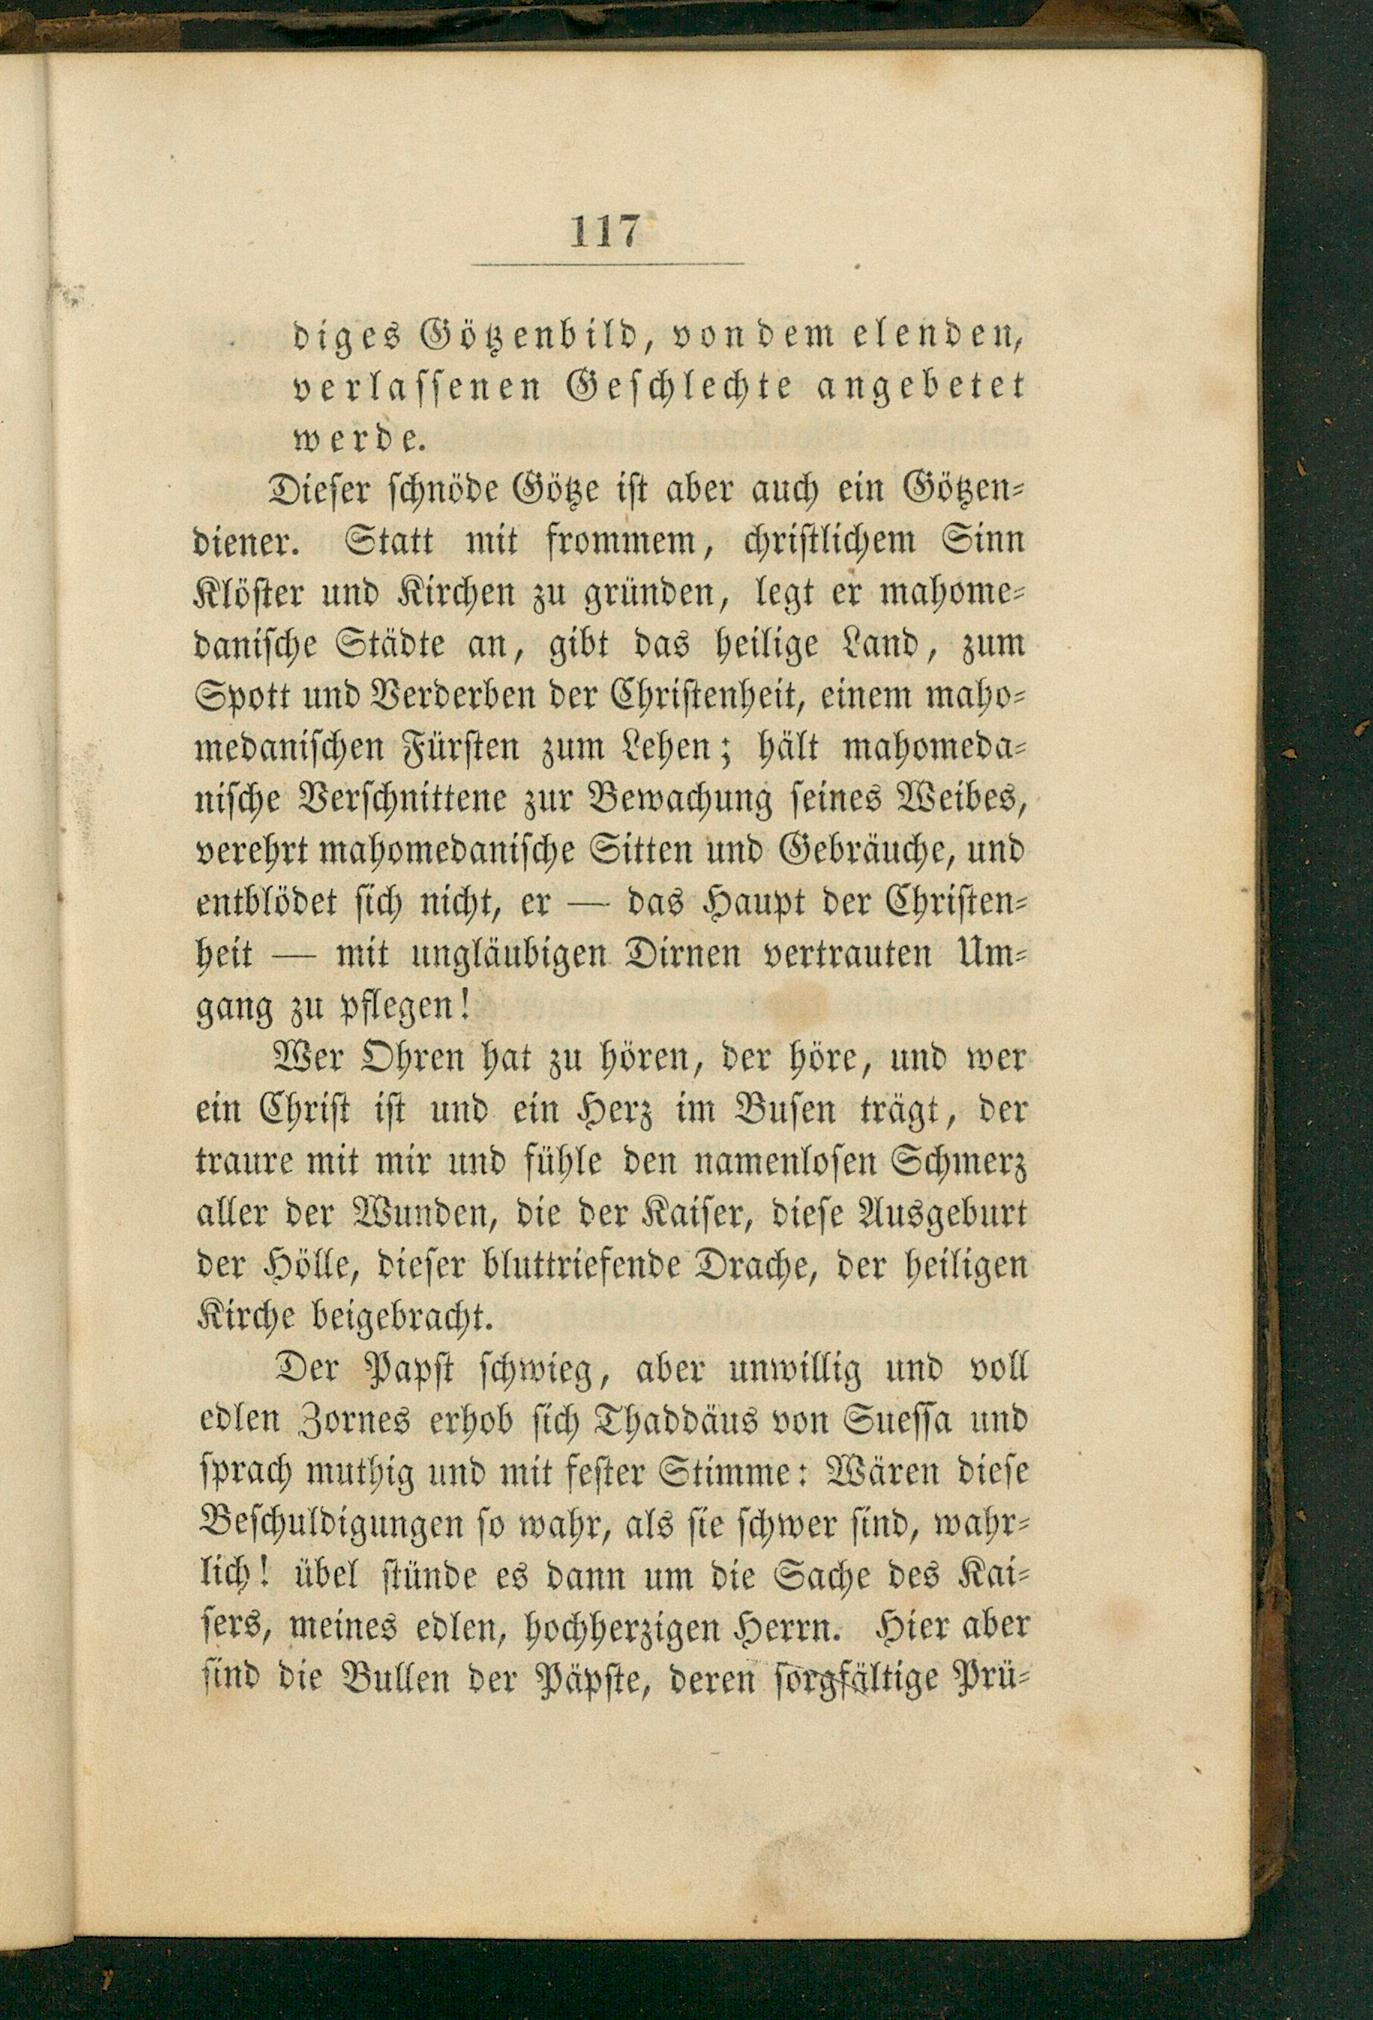 117
diges Götzenbild, von dem elenden,
verlassenen Geschlechte angebetet
werde.
Dieser schnöde Götze ist aber auch ein Götzen-
diener. Statt mit frommem, christlichem Sinn
Klöster und Kirchen zu gründen, legt er mahome-
danische Städte an, gibt das heilige Land, zum
Spott und Verderben der Christenheit, einem maho-
medanischen Fürsten zum Lehen; hält mahomeda-
nische Verschnittene zur Bewachung seines Weibes,
verehrt mahomedanische Sitten und Gebräuche, und
entblödet sich nicht, er — das Haupt der Christen-
heit — mit ungläubigen Dirnen vertrauten Um-
gang zu pflegen!
Wer Ohren hat zu hören, der höre, und wer
ein Christ ist und ein Herz im Busen trägt, der
traure mit mir und fühle den namenlosen Schmerz
aller der Wunden, die der Kaiser, diese Ausgeburt
der Hölle, dieser bluttriefende Drache, der heiligen
Kirche beigebracht.
Der Papst schwieg, aber unwillig und voll
edlen Zornes erhob sich Thaddäus von Suessa und
sprach muthig und mit fester Stimme: Wären diese
Beschuldigungen so wahr, als sie schwer sind, wahr-
lich! übel stünde es dann um die Sache des Kai-
sers, meines edlen, hochherzigen Herrn. Hier aber
sind die Bullen der Päpste, deren sorgfältige Prü-